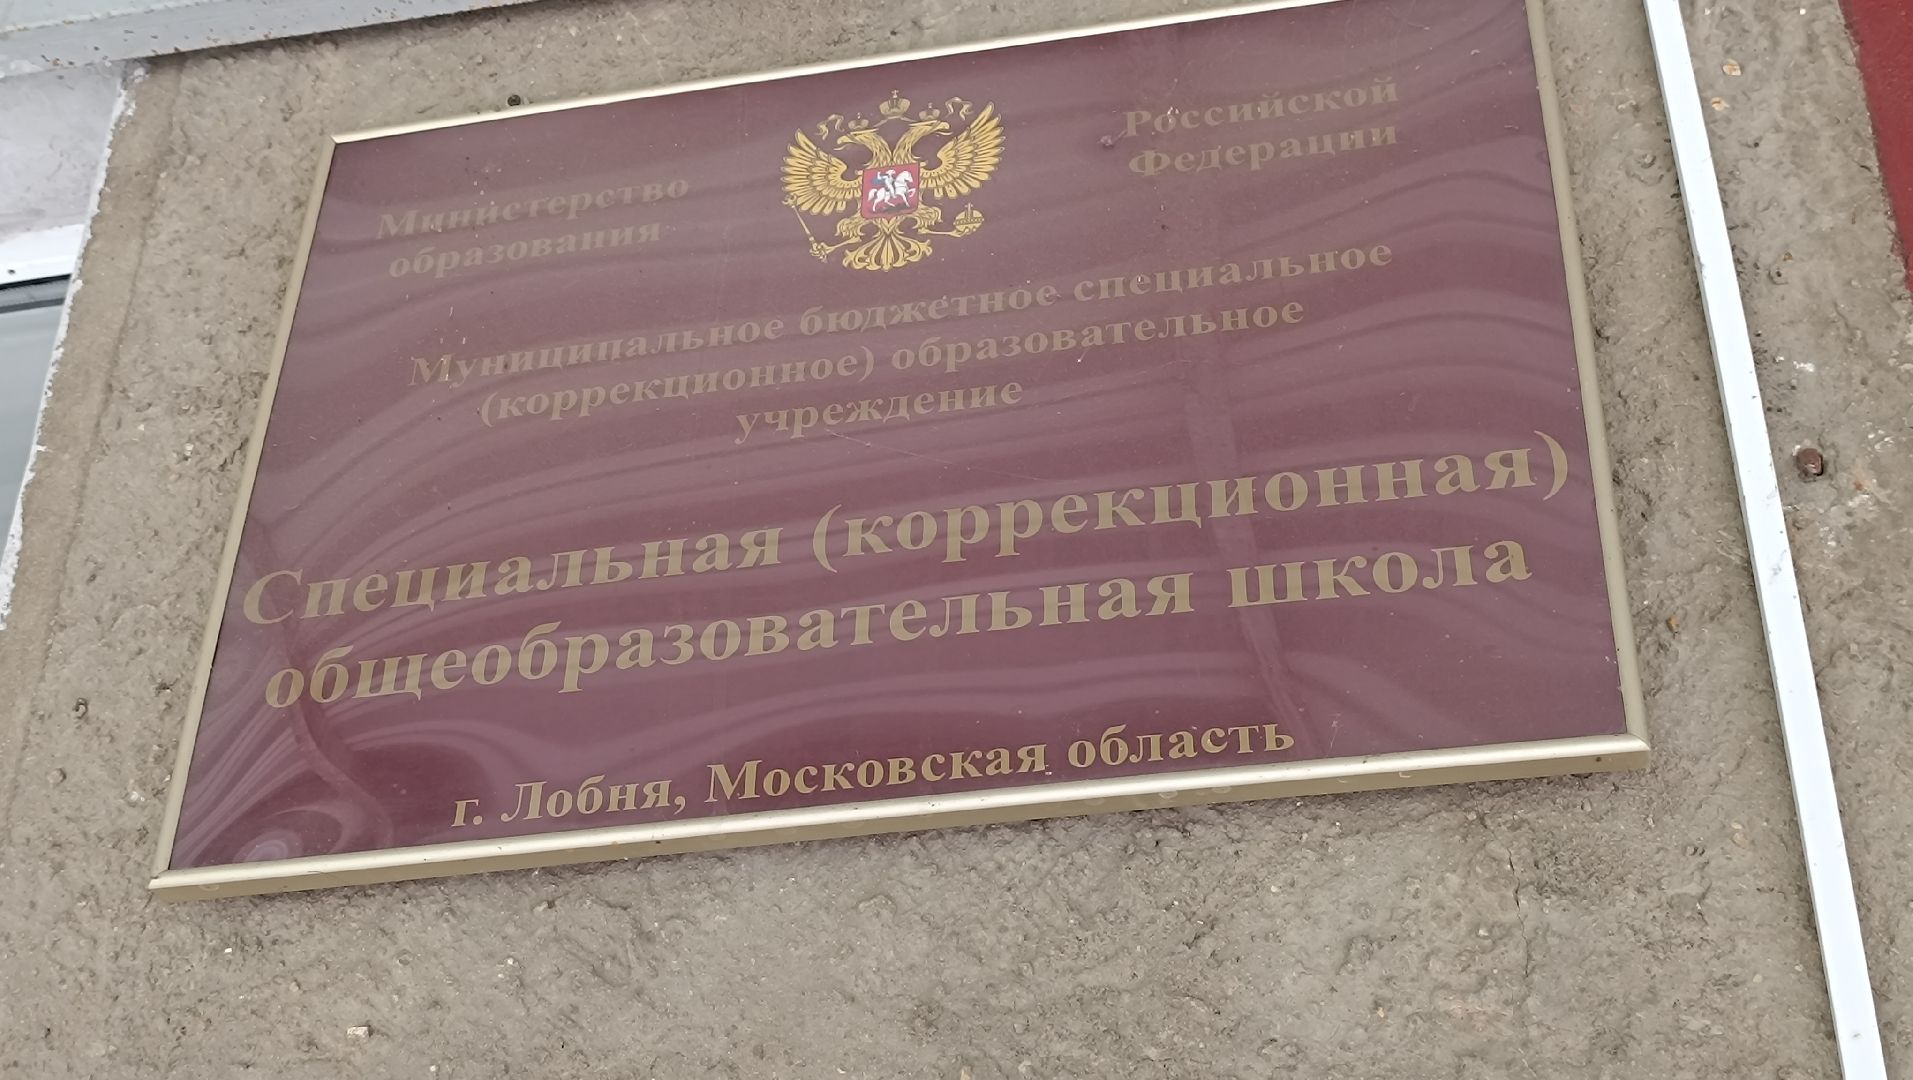 Министерство
образования
Российской
Федерации
Муниципальное бюджетное специальное
(коррекционное) образовательное
учреждение
Специальная (коррекционная)
общеобразовательная школа
г. Лобня, Московская область